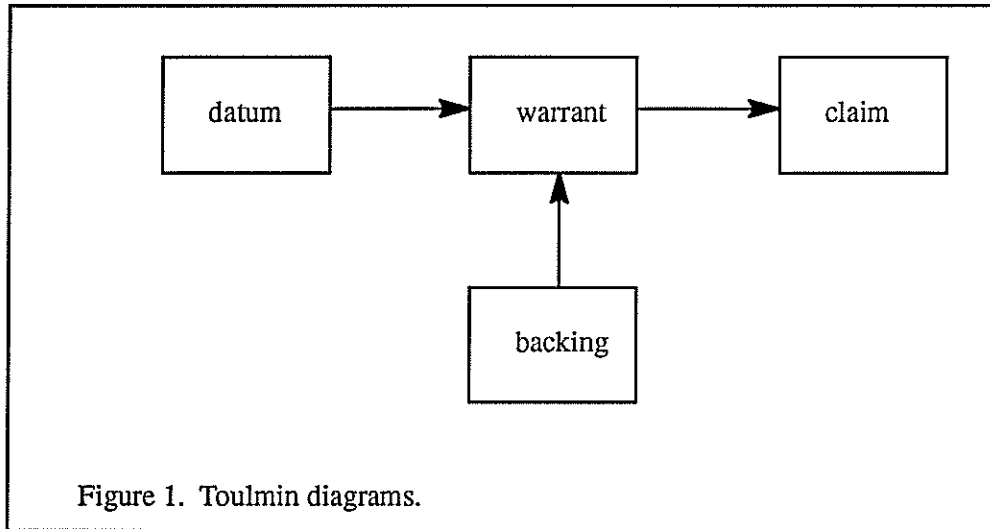 datum
warrant
claim
backing
Figure 1. Toulmin diagrams.